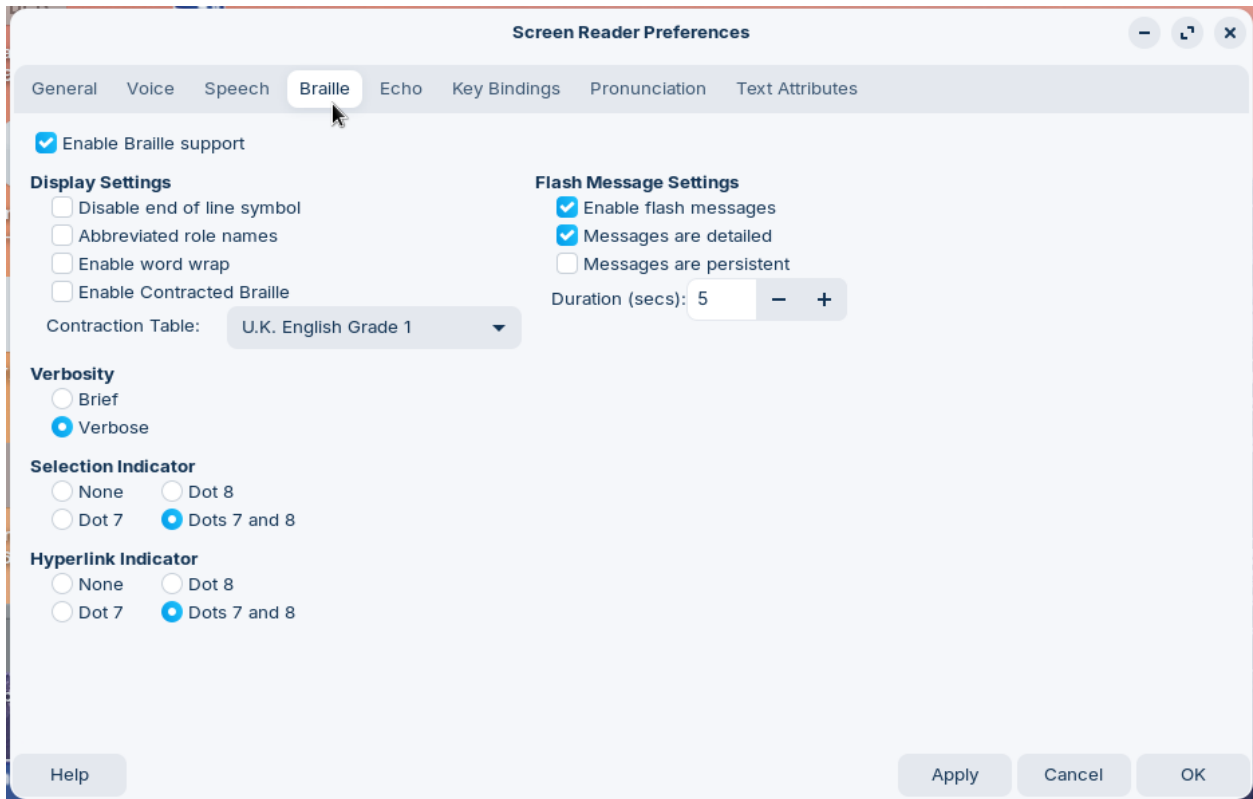 Screen Reader Preferences
General Voice Speech Braille Echo Key Bindings Pronunciation Text Attributes
Enable Braille support
Display Settings
Disable end of line symbol
Abbreviated role names
Enable word wrap
Enable Contracted Braille
Contraction Table: U.K. English Grade 1
Flash Message Settings
Enable flash messages
Messages are detailed
Messages are persistent
Duration (secs): 5
Verbosity
Brief
Verbose
Selection Indicator
None Dot 8
Dot 7 Dots 7 and 8
Hyperlink Indicator
None Dot 8
Dot 7 Dots 7 and 8
Help Apply Cancel OK